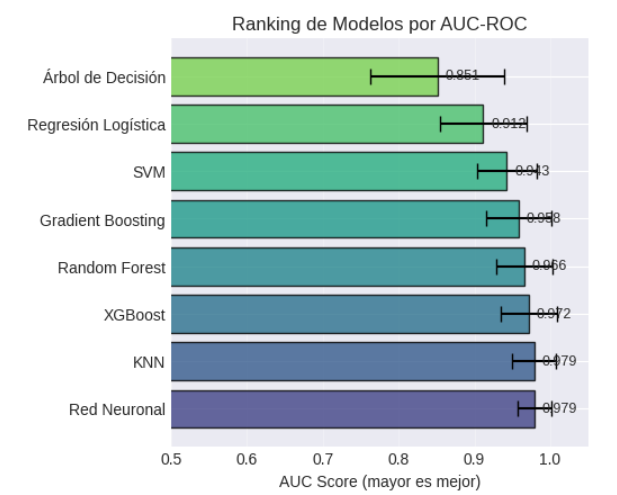 Ranking de Modelos por AUC-ROC
Árbol de Decisión 0.851
Regresión Logística 0.912
SVM 0.943
Gradient Boosting 0.958
Random Forest 0.966
XGBoost 0.972
KNN 0.979
Red Neuronal 0.979
0.5 0.6 0.7 0.8 0.9 1.0
AUC Score (mayor es mejor)